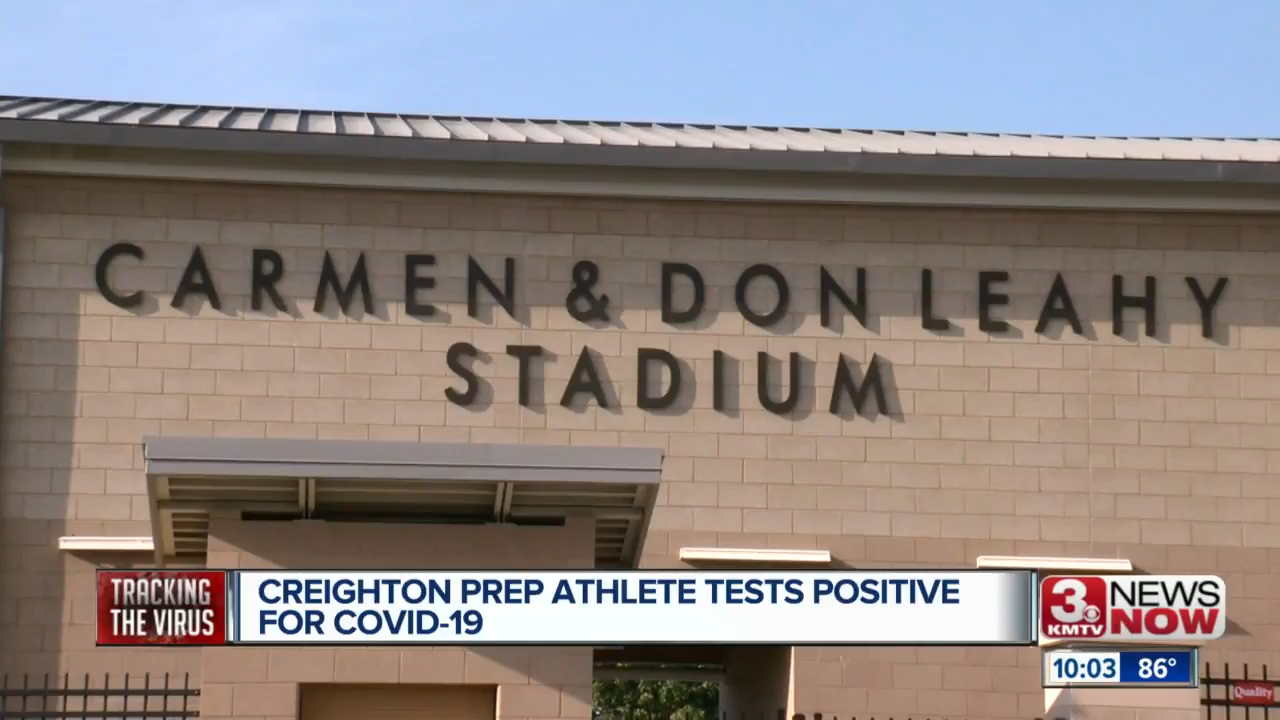 CARMEN & DON LEAHY
STADIUM
TRACKING
THE VIRUS
CREIGHTON PREP ATHLETE TESTS POSITIVE
FOR COVID-19
3
KMTV
NEWS
NOW
10:03 86°
Quality